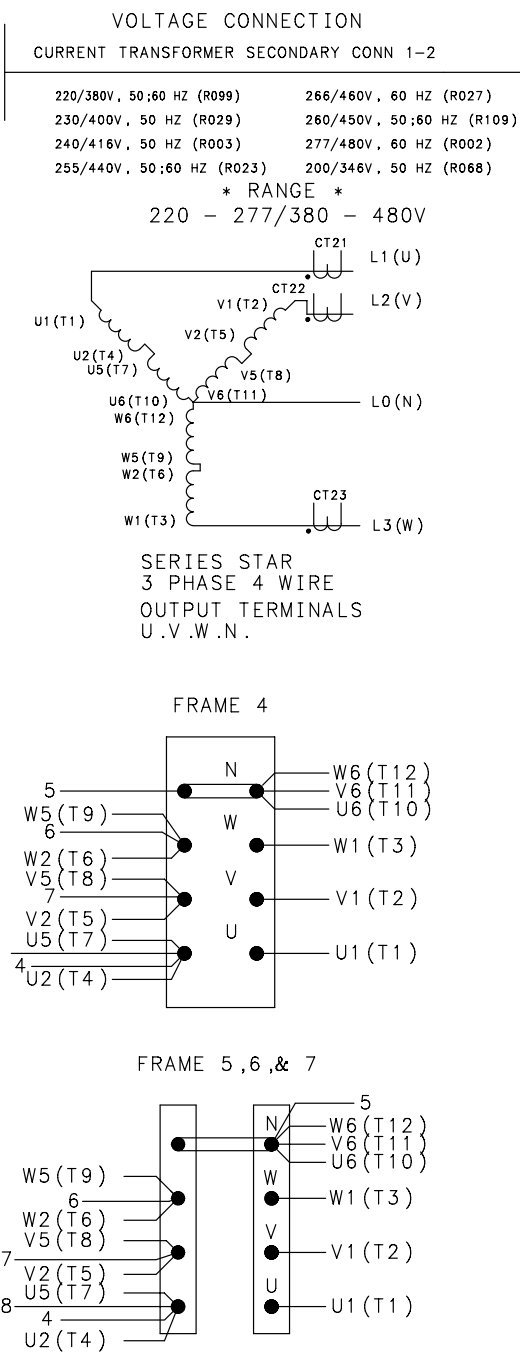 VOLTAGE CONNECTION
CURRENT TRANSFORMER SECONDARY CONN 1-2
220/380V, 50;60 HZ (R099) 266/460V, 60 HZ (R027)
230/400V, 50 HZ (R029) 260/450V, 50;60 HZ (R109)
240/416V, 50 HZ (R003) 277/480V, 60 HZ (R002)
255/440V, 50;60 HZ (R023) 200/346V, 50 HZ (R068)
* RANGE *
220 - 277/380 - 480V
CT21
L1(U)
CT22
L2(V)
V1(T2)
U1(T1)
V2(T5)
U2(T4)
U5(T7)
V5(T8)
V6(T11)
U6(T10)
L0(N)
W6(T12)
W5(T9)
W2(T6)
CT23
W1(T3)
L3(W)
SERIES STAR
3 PHASE 4 WIRE
OUTPUT TERMINALS
U.V.W.N.
FRAME 4
N
W6(T12)
5
V6(T11)
U6(T10)
W5(T9)
W
6
W1(T3)
W2(T6)
V5(T8)
V
7
V1(T2)
V2(T5)
U5(T7)
U
U1(T1)
4
U2(T4)
FRAME 5,6,& 7
5
N
W6(T12)
V6(T11)
U6(T10)
W5(T9)
W
6
W1(T3)
W2(T6)
V5(T8)
V
7
V1(T2)
V2(T5)
U5(T7)
U
8
U1(T1)
4
U2(T4)